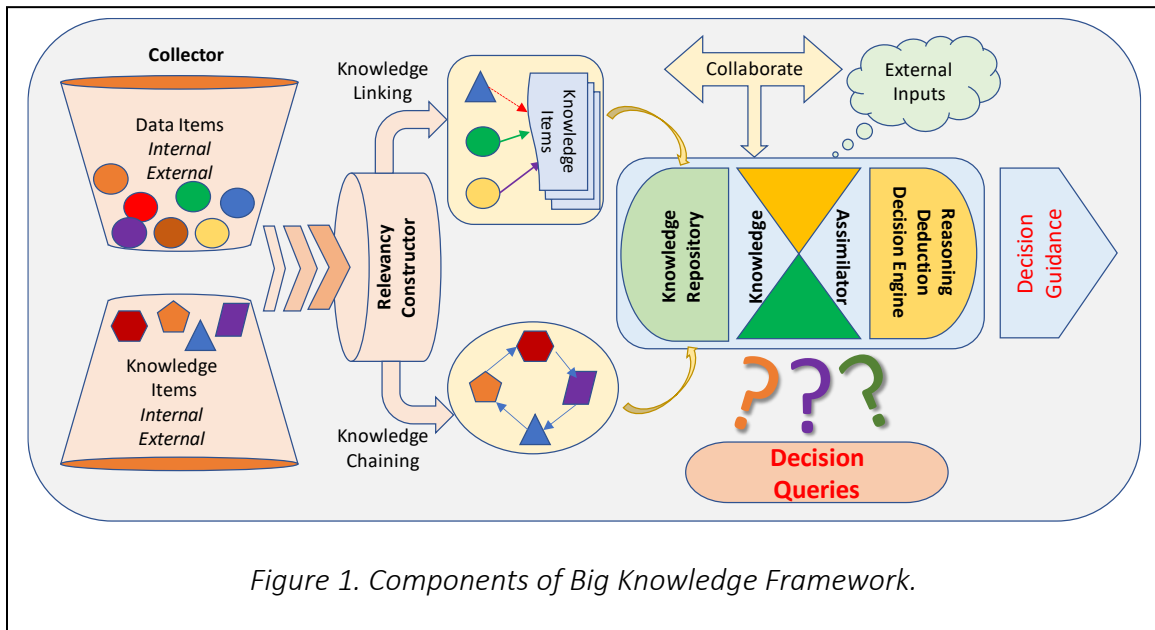 Collector
Data Items
Internal
External
Knowledge
Items
Internal
External
Relevancy
Constructor
Knowledge
Linking
Knowledge
Items
Knowledge
Chaining
Collaborate
External
Inputs
Knowledge
Repository
Knowledge
Assimilator
Reasoning
Deduction
Decision Engine
? ? ?
Decision
Queries
Decision
Guidance
Figure 1. Components of Big Knowledge Framework.